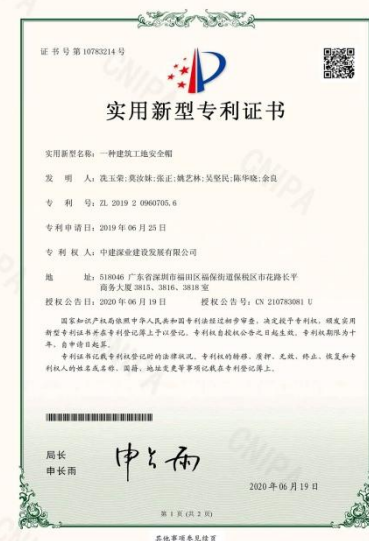 证书号第10783214号
实用新型专利证书
实用新型名称：一种建筑工地安全帽
发 明 人：冼玉荣;莫汝妹;张正;姚艺林;吴坚民;陈华晓;余良
专 利 号：ZL 2019 2 0960705.6
专利申请日：2019年06月25日
专 利 权 人：中建深业建设发展有限公司
地 址：518046 广东省深圳市福田区福保街道保税区市花路长平
商务大厦3815、3816、3818室
授权公告日：2020年06月19日 授权公告号：CN 210783081 U
国家知识产权局依照中华人民共和国专利法经过初步审查，决定授予专利权，颁发实用
新型专利证书并在专利登记簿上予以登记。专利权自授权公告之日起生效。专利权期限为十
年，自申请日起算。
专利证书记载专利权登记时的法律状况。专利权的转移、质押、无效、终止、恢复和专
利权人的姓名或名称、国籍、地址变更等事项记载在专利登记簿上。
局长
申长雨
申长雨
2020年06月19日
第 1 页 (共 2 页)
其他事项参见续页
CNIPA
CNIPA
CNIPA
CNIPA